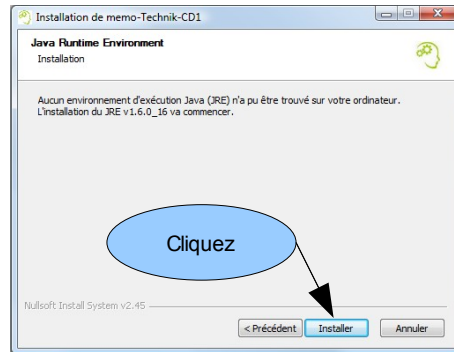 Installation de memo-Technik-CD1
Java Runtime Environment
Installation
Aucun environnement d'exécution Java (JRE) n'a pu être trouvé sur votre ordinateur.
L'installation du JRE v1.6.0_16 va commencer.
Cliquez
Nullsoft Install System v2.45
< Précédent Installer Annuler